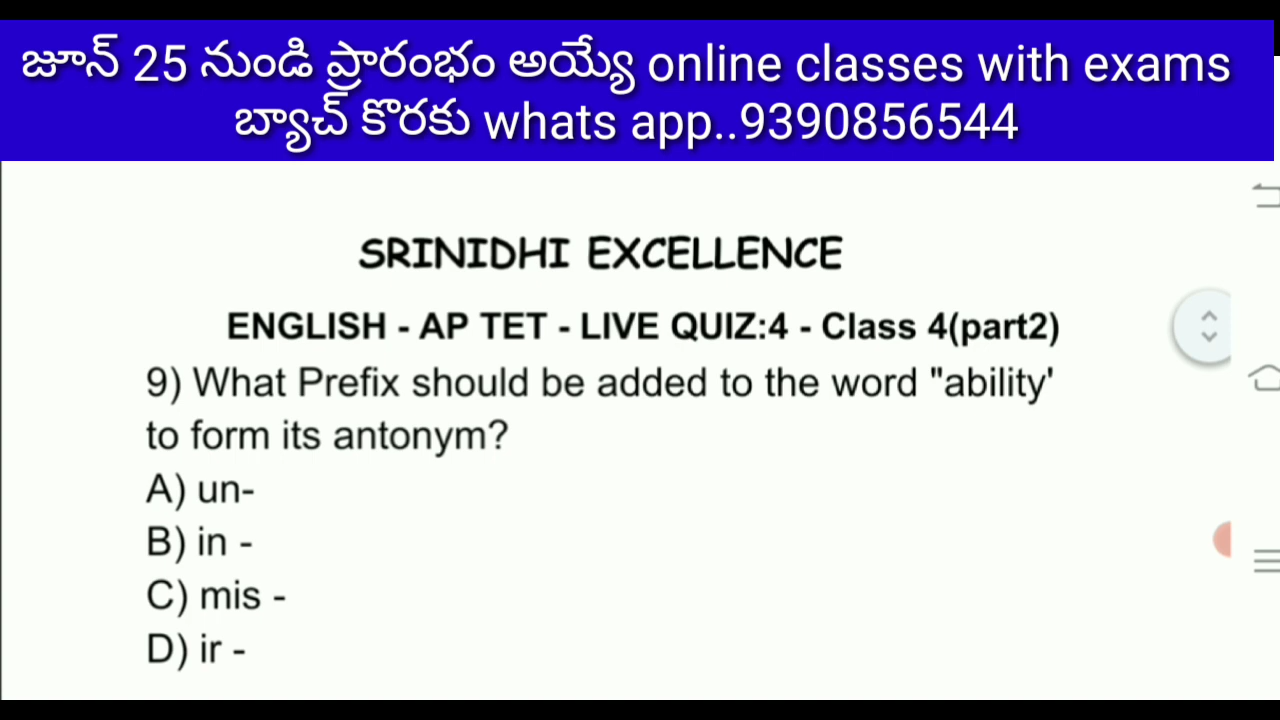 జూన్ 25 నుండి ప్రారంభం అయ్యే online classes with exams
బ్యాచ్ కొరకు whats app..9390856544
SRINIDHI EXCELLENCE
ENGLISH - AP TET - LIVE QUIZ:4 - Class 4(part2)
9) What Prefix should be added to the word "ability'
to form its antonym?
A) un-
B) in -
C) mis -
D) ir -